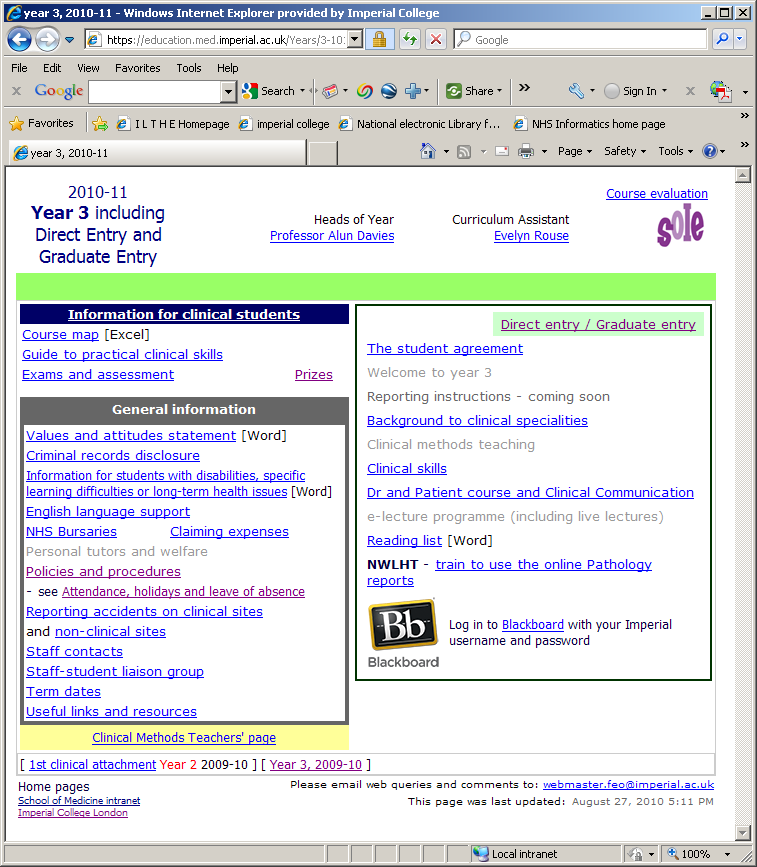 year 3, 2010-11 - Windows Internet Explorer provided by Imperial College
https://education.med.imperial.ac.uk/Years/3-10
Google
File Edit View Favorites Tools Help
Google Search Share Sign In
Favorites I L T H E Homepage imperial college National electronic Library f... NHS Informatics home page
year 3, 2010-11 Page Safety Tools
2010-11
Year 3 including
Direct Entry and
Graduate Entry
Heads of Year
Professor Alun Davies
Curriculum Assistant
Evelyn Rouse
Course evaluation
sole
Information for clinical students
Course map [Excel]
Guide to practical clinical skills
Exams and assessment Prizes
General information
Values and attitudes statement [Word]
Criminal records disclosure
Information for students with disabilities, specific
learning difficulties or long-term health issues [Word]
English language support
NHS Bursaries Claiming expenses
Personal tutors and welfare
Policies and procedures
- see Attendance, holidays and leave of absence
Reporting accidents on clinical sites
and non-clinical sites
Staff contacts
Staff-student liaison group
Term dates
Useful links and resources
Clinical Methods Teachers' page
Direct entry / Graduate entry
The student agreement
Welcome to year 3
Reporting instructions - coming soon
Background to clinical specialities
Clinical methods teaching
Clinical skills
Dr and Patient course and Clinical Communication
e-lecture programme (including live lectures)
Reading list [Word]
NWLHT - train to use the online Pathology
reports
Bb
Blackboard
Log in to Blackboard with your Imperial
username and password
[ 1st clinical attachment Year 2 2009-10 ] [ Year 3, 2009-10 ]
Home pages
School of Medicine intranet
Imperial College London
Please email web queries and comments to: webmaster.feo@imperial.ac.uk
This page was last updated: August 27, 2010 5:11 PM
Local intranet 100%